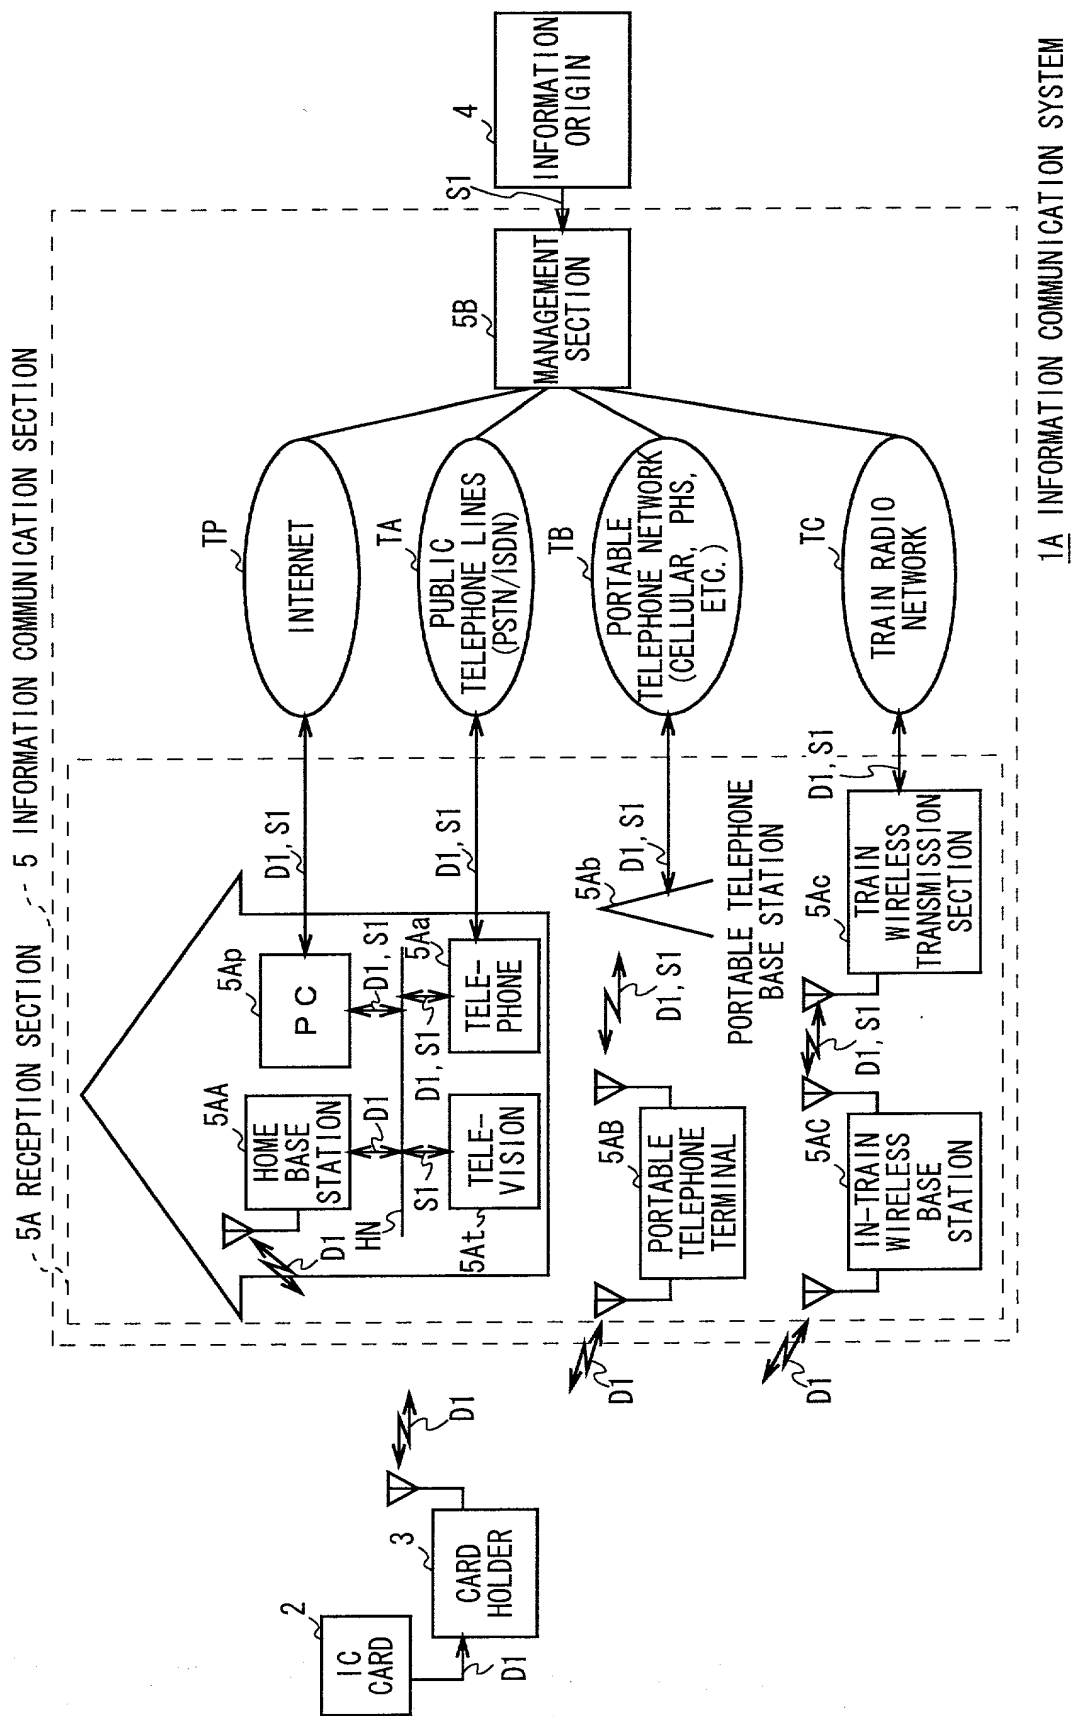 5A RECEPTION SECTION
5 INFORMATION COMMUNICATION SECTION
2
IC
CARD
D1
3
CARD
HOLDER
D1
D1
D1
D1
5AA
HOME
BASE
STATION
D1
HN
S1
5At
TELE-
VISION
5Ap
PC
D1, S1
D1, S1
5Aa
TELE-
PHONE
D1, S1
D1, S1
TP
INTERNET
TA
PUBLIC
TELEPHONE LINES
(PSTN/ISDN)
5AB
PORTABLE
TELEPHONE
TERMINAL
D1, S1
5Ab
PORTABLE TELEPHONE
BASE STATION
D1, S1
TB
PORTABLE
TELEPHONE NETWORK
(CELLULAR, PHS,
ETC.)
5AC
IN-TRAIN
WIRELESS
BASE
STATION
D1, S1
5Ac
TRAIN
WIRELESS
TRANSMISSION
SECTION
D1, S1
TC
TRAIN RADIO
NETWORK
5B
MANAGEMENT
SECTION
S1
4
INFORMATION
ORIGIN
1A INFORMATION COMMUNICATION SYSTEM